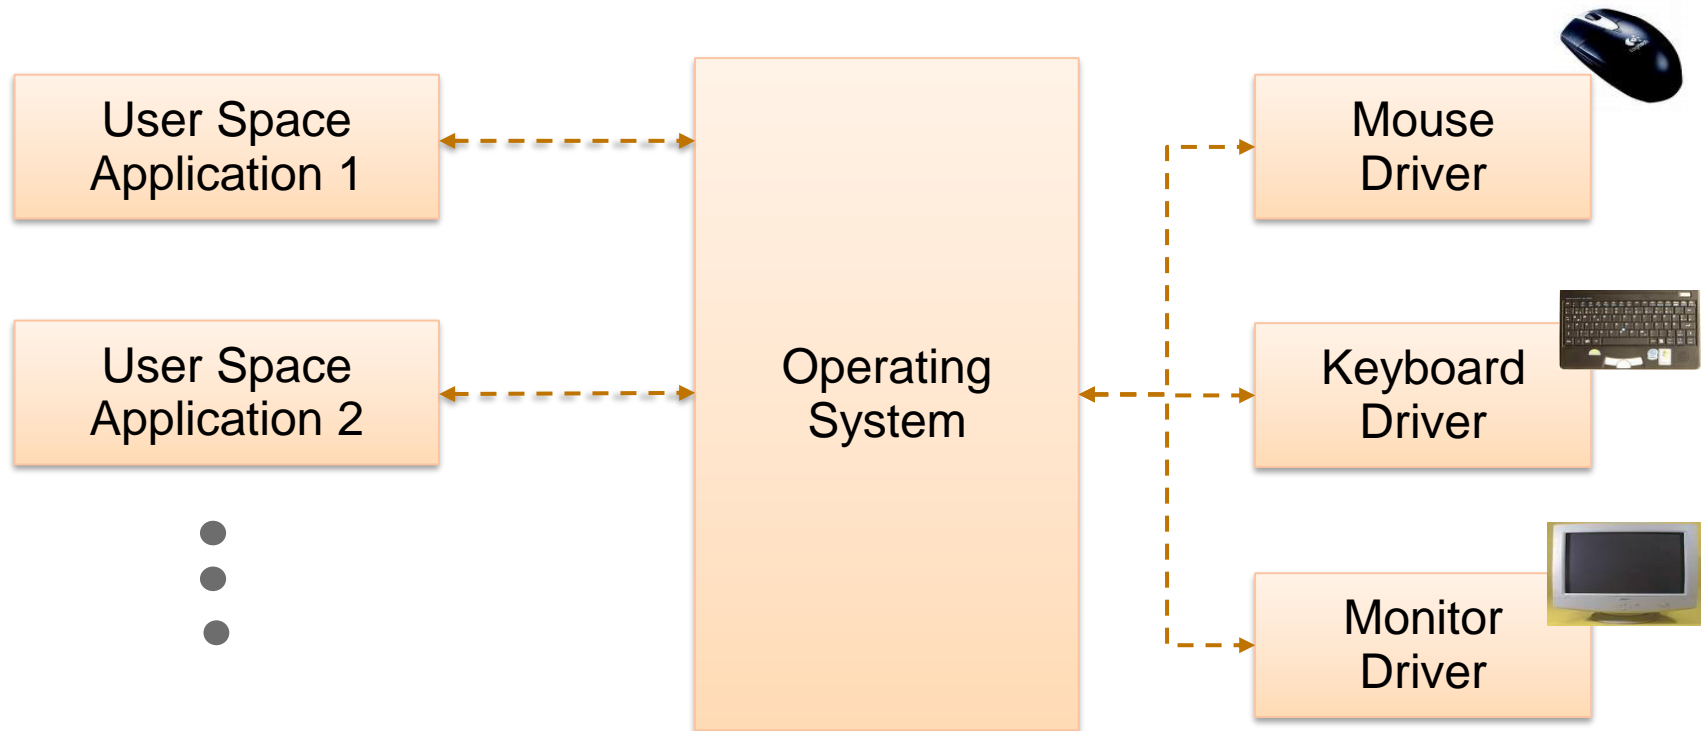 User Space
Application 1
User Space
Application 2
Operating
System
Mouse
Driver
Keyboard
Driver
Monitor
Driver